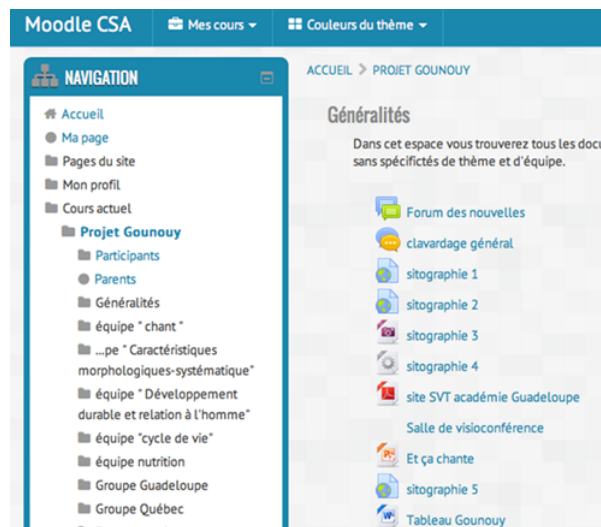 Moodle CSA Mes cours Couleurs du thème
NAVIGATION
Accueil
Ma page
Pages du site
Mon profil
Cours actuel
Projet Gounouy
Participants
Parents
Généralités
équipe " chant "
...pe " Caractéristiques
morphologiques-systématique"
équipe " Développement
durable et relation à l'homme"
équipe "cycle de vie"
équipe nutrition
Groupe Guadeloupe
Groupe Québec
ACCUEIL > PROJET GOUNOUY
Généralités
Dans cet espace vous trouverez tous les docu
sans spécifictés de thème et d'équipe.
Forum des nouvelles
clavardage général
sitographie 1
sitographie 2
sitographie 3
sitographie 4
site SVT académie Guadeloupe
Salle de visioconférence
Et ça chante
sitographie 5
Tableau Gounouy